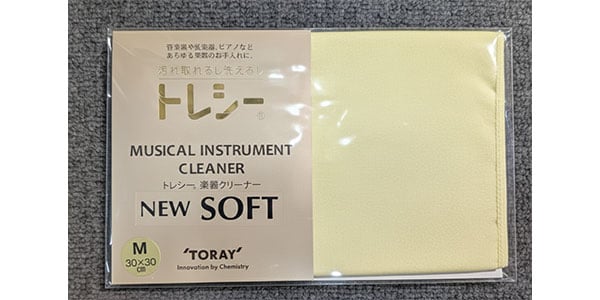 管楽器や弦楽器、ピアノなど
あらゆる楽器のお手入れに。
汚れ取れるし洗えるし
トレシー®
MUSICAL INSTRUMENT
CLEANER
トレシー® 楽器クリーナー
NEW SOFT
M
30×30
cm
'TORAY'
Innovation by Chemistry